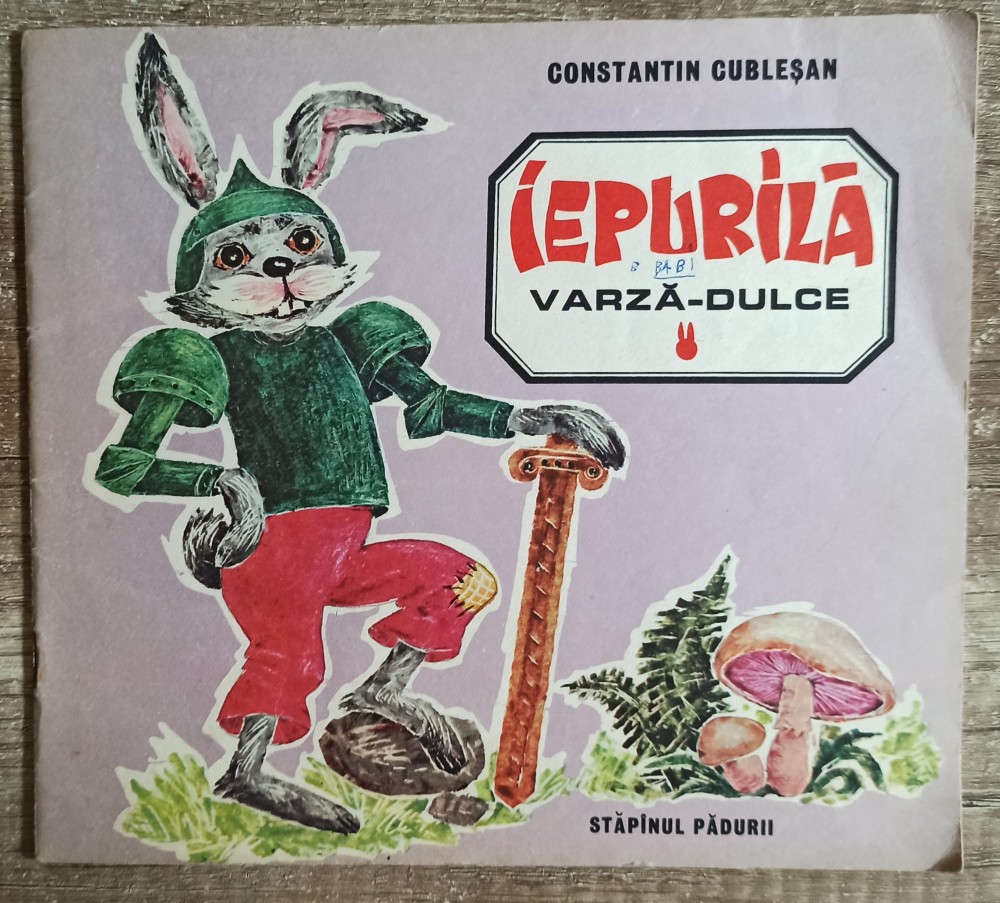 CONSTANTIN CUBLEȘAN
IEPURILĂ
BABI
VARZĂ-DULCE
STĂPÎNUL PĂDURII